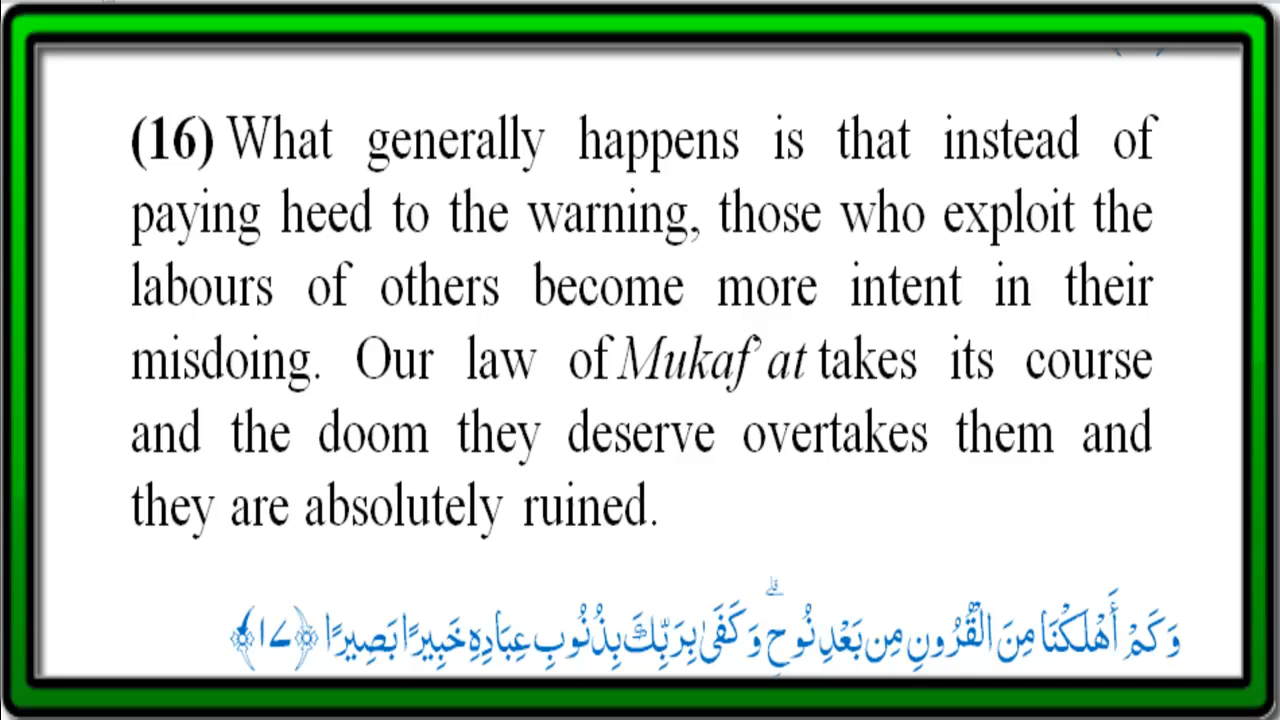 (16) What generally happens is that instead of
paying heed to the warning, those who exploit the
labours of others become more intent in their
misdoing. Our law of Mukaf’at takes its course
and the doom they deserve overtakes them and
they are absolutely ruined.
وَكَمْ أَهْلَكْنَا مِنَ الْقُرُونِ مِن بَعْدِ نُوحٍ ۗ وَكَفَىٰ بِرَبِّكَ بِذُنُوبِ عِبَادِهِ خَبِيرًا بَصِيرًا ﴿١٧﴾